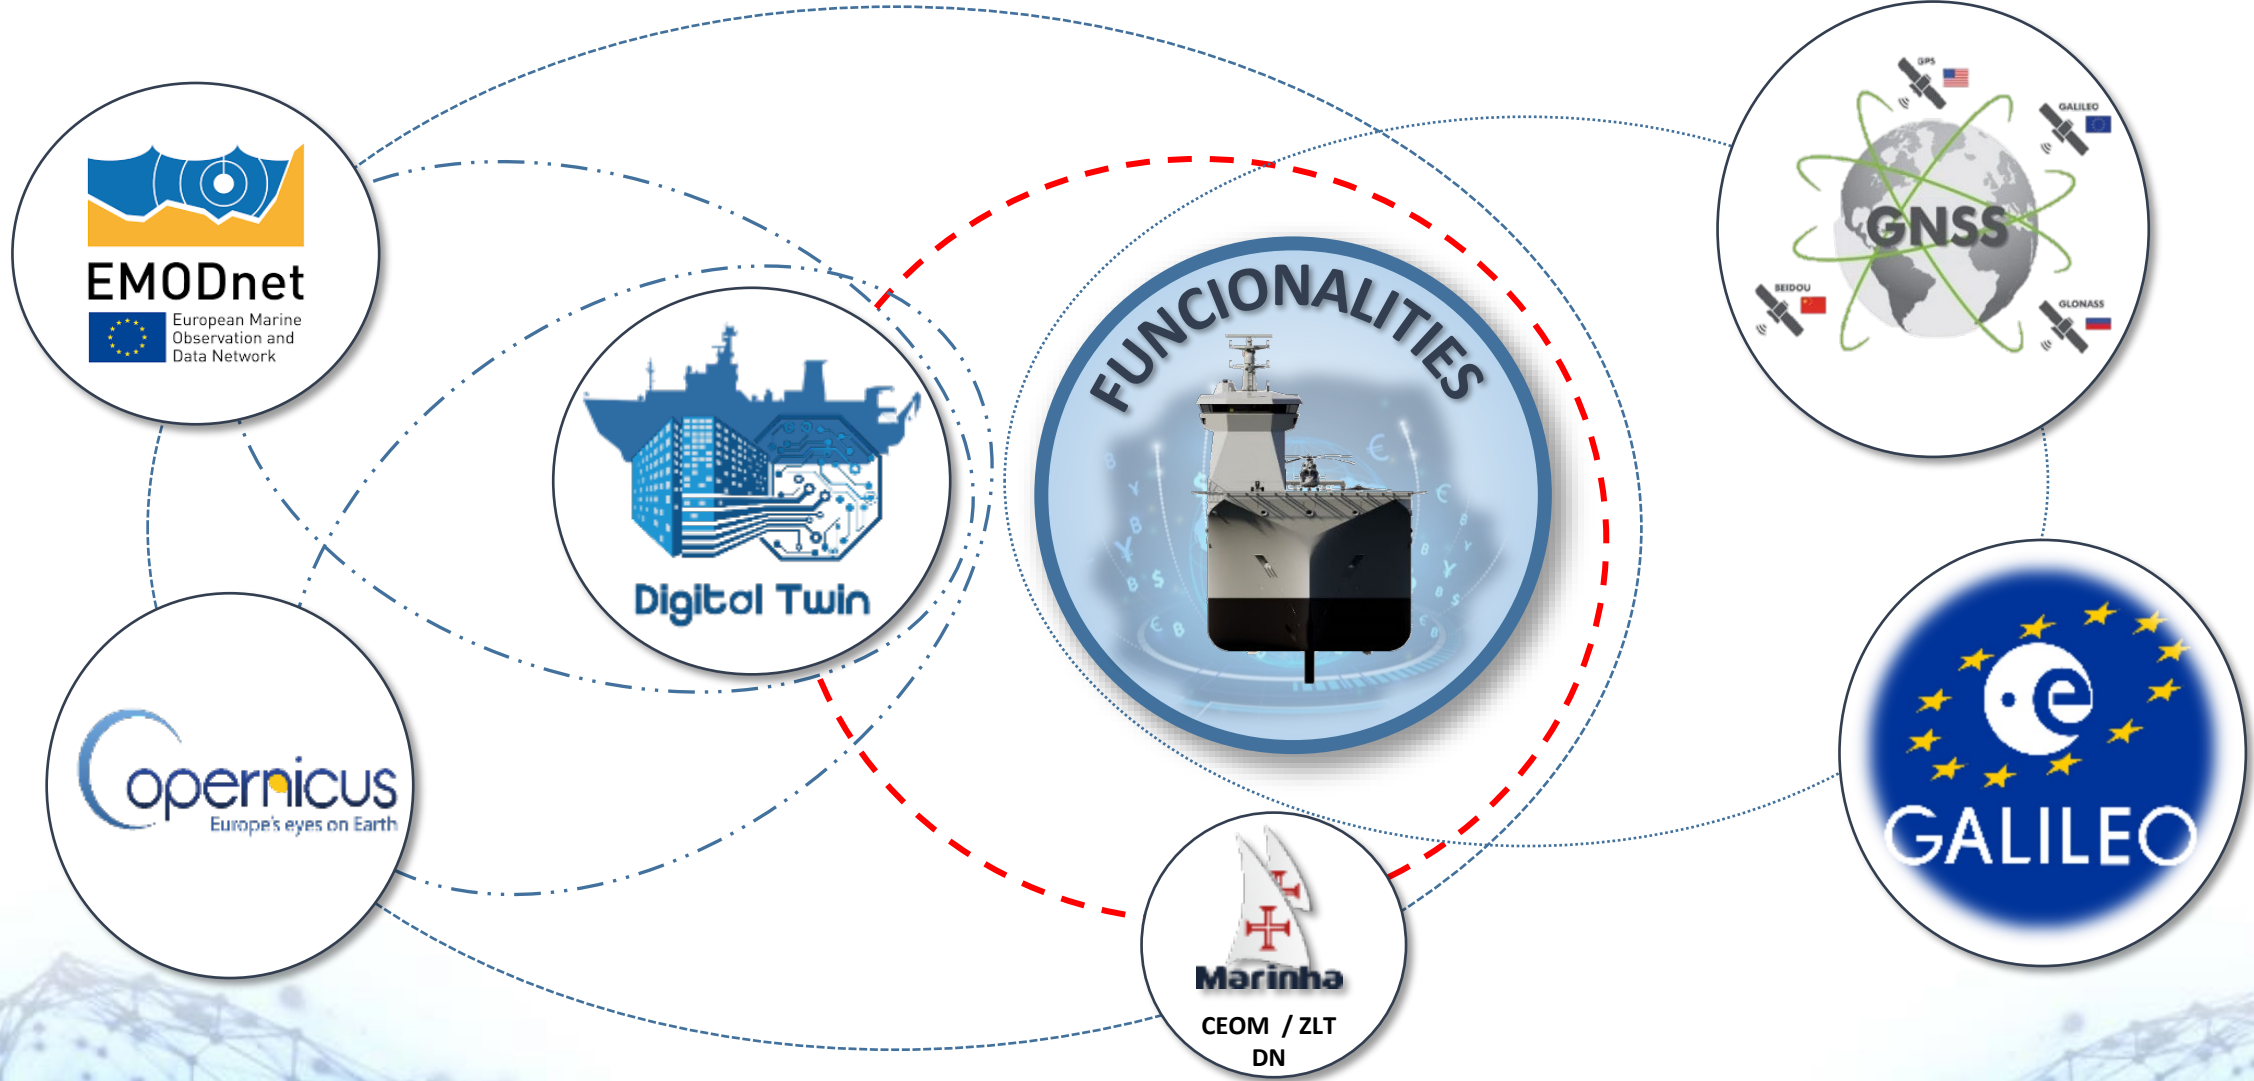 EMODnet
European Marine
Observation and
Data Network
Copernicus
Europe's eyes on Earth
Digital Twin
FUNCIONALITIES
Marinha
CEOM / ZLT
DN
GPS
GALILEO
GNSS
BEIDOU
GLONASS
GALILEO